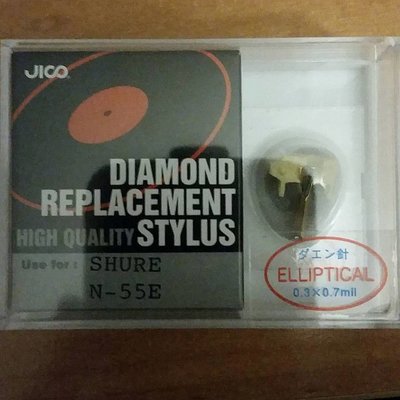 JICO
DIAMOND
REPLACEMENT
HIGH QUALITY STYLUS
Use for : SHURE
N-55E
ダエン針
ELLIPTICAL
0.3×0.7mil